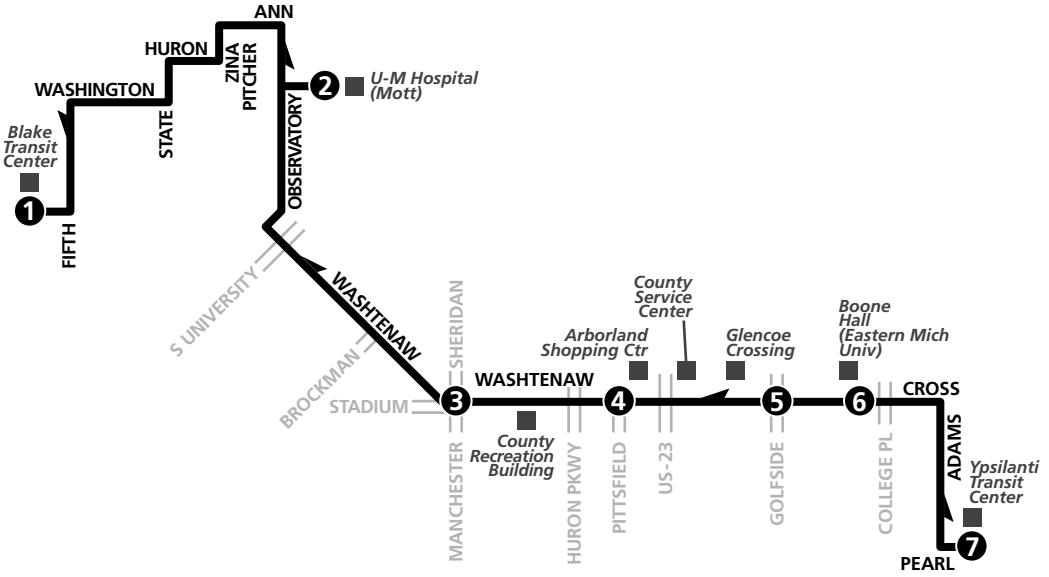 ANN
HURON
ZINA
PITCHER
WASHINGTON
2
U-M Hospital
(Mott)
STATE
OBSERVATORY
Blake
Transit
Center
1
FIFTH
S UNIVERSITY
WASHTENAW
BROCKMAN
STADIUM
SHERIDAN
3
MANCHESTER
WASHTENAW
County
Recreation
Building
HURON PKWY
Arborland
Shopping Ctr
4
PITTSFIELD
County
Service
Center
US-23
Glencoe
Crossing
5
GOLFSIDE
Boone
Hall
(Eastern Mich
Univ)
6
COLLEGE PL
CROSS
ADAMS
Ypsilanti
Transit
Center
7
PEARL